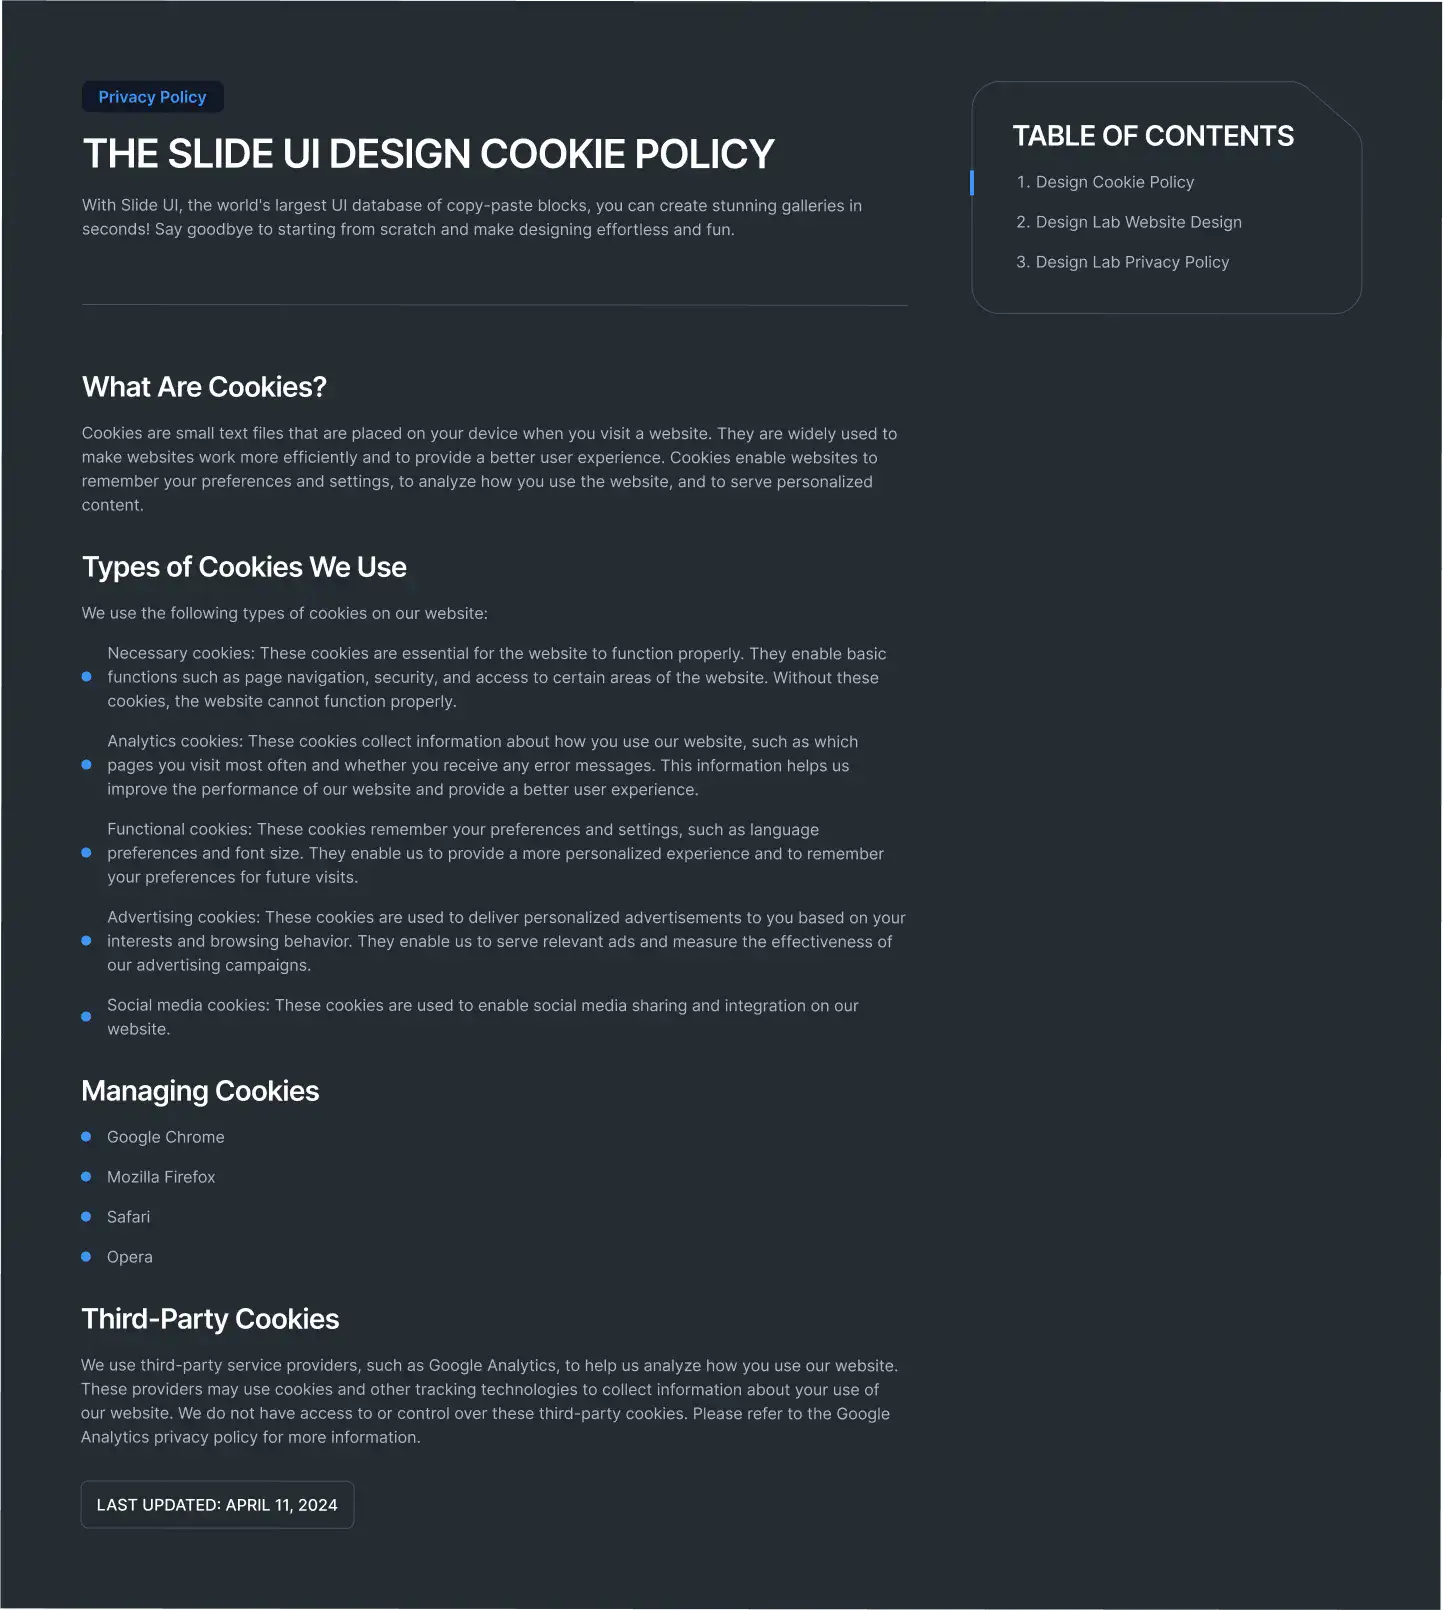 Privacy Policy
THE SLIDE UI DESIGN COOKIE POLICY
With Slide UI, the world's largest UI database of copy-paste blocks, you can create stunning galleries in
seconds! Say goodbye to starting from scratch and make designing effortless and fun.
TABLE OF CONTENTS
1. Design Cookie Policy
2. Design Lab Website Design
3. Design Lab Privacy Policy
What Are Cookies?
Cookies are small text files that are placed on your device when you visit a website. They are widely used to
make websites work more efficiently and to provide a better user experience. Cookies enable websites to
remember your preferences and settings, to analyze how you use the website, and to serve personalized
content.
Types of Cookies We Use
We use the following types of cookies on our website:
Necessary cookies: These cookies are essential for the website to function properly. They enable basic
functions such as page navigation, security, and access to certain areas of the website. Without these
cookies, the website cannot function properly.
Analytics cookies: These cookies collect information about how you use our website, such as which
pages you visit most often and whether you receive any error messages. This information helps us
improve the performance of our website and provide a better user experience.
Functional cookies: These cookies remember your preferences and settings, such as language
preferences and font size. They enable us to provide a more personalized experience and to remember
your preferences for future visits.
Advertising cookies: These cookies are used to deliver personalized advertisements to you based on your
interests and browsing behavior. They enable us to serve relevant ads and measure the effectiveness of
our advertising campaigns.
Social media cookies: These cookies are used to enable social media sharing and integration on our
website.
Managing Cookies
Google Chrome
Mozilla Firefox
Safari
Opera
Third-Party Cookies
We use third-party service providers, such as Google Analytics, to help us analyze how you use our website.
These providers may use cookies and other tracking technologies to collect information about your use of
our website. We do not have access to or control over these third-party cookies. Please refer to the Google
Analytics privacy policy for more information.
LAST UPDATED: APRIL 11, 2024